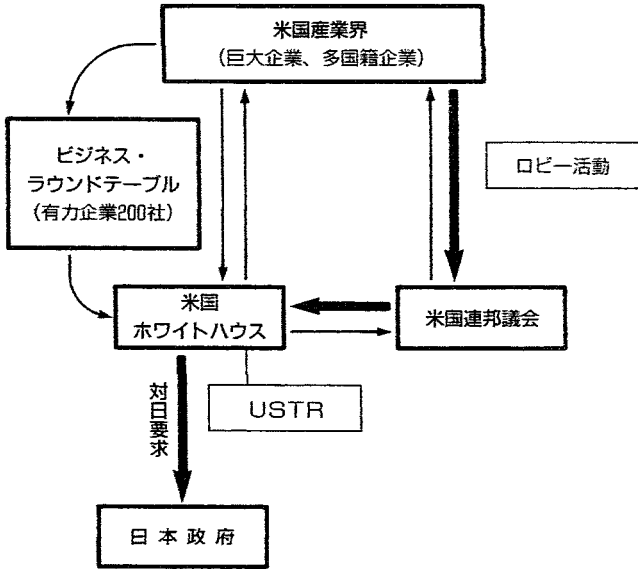 米国産業界
（巨大企業、多国籍企業）
ビジネス・
ラウンドテーブル
（有力企業200社）
ロビー活動
米国
ホワイトハウス
米国連邦議会
対日要求
USTR
日本政府